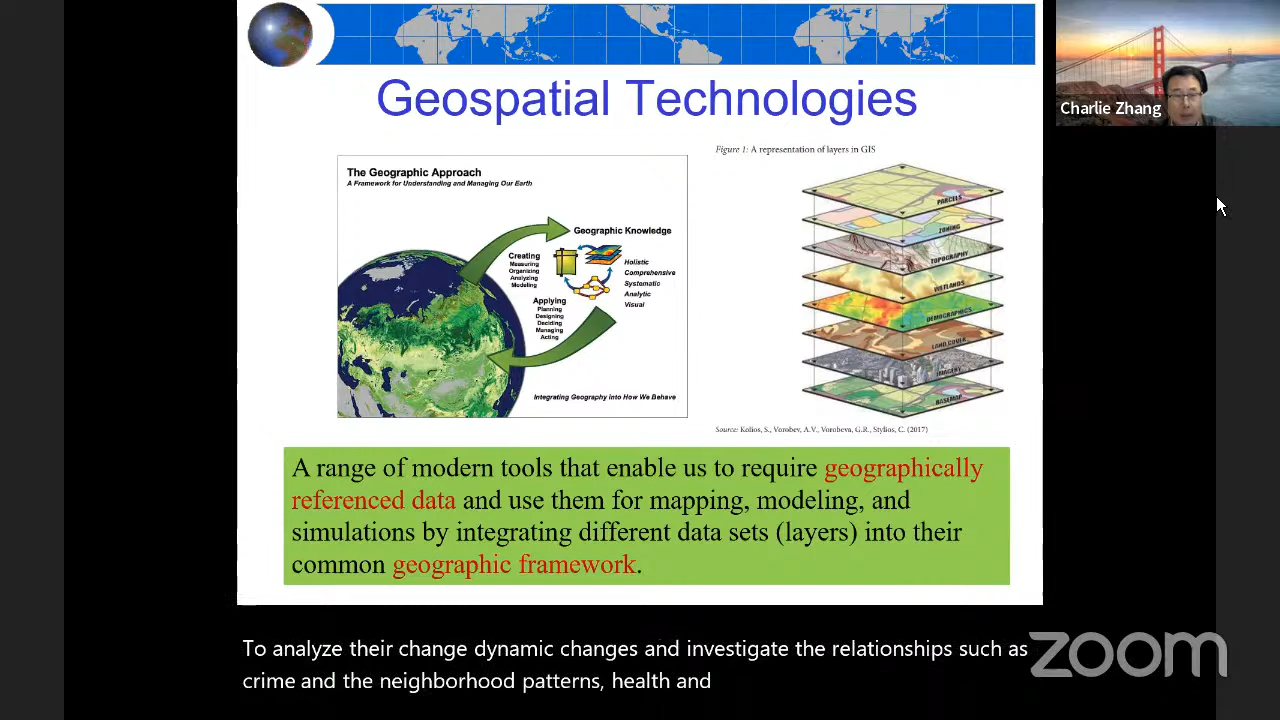 Geospatial Technologies
Charlie Zhang
The Geographic Approach
A Framework for Understanding and Managing Our Earth
Geographic Knowledge
Creating
Measuring
Organizing
Analyzing
Modeling
Holistic
Comprehensive
Systematic
Analytic
Visual
Applying
Planning
Designing
Deciding
Managing
Acting
Integrating Geography into How We Behave
Figure 1: A representation of layers in GIS
PARCELS
ZONING
TOPOGRAPHY
WETLANDS
DEMOGRAPHICS
LAND COVER
IMAGERY
BASEMAP
Source: Kolios, S., Vorobev, A.V., Vorobeva, G.R., Stylios, C. (2017)
A range of modern tools that enable us to require geographically
referenced data and use them for mapping, modeling, and
simulations by integrating different data sets (layers) into their
common geographic framework.
To analyze their change dynamic changes and investigate the relationships such as
crime and the neighborhood patterns, health and
zoom